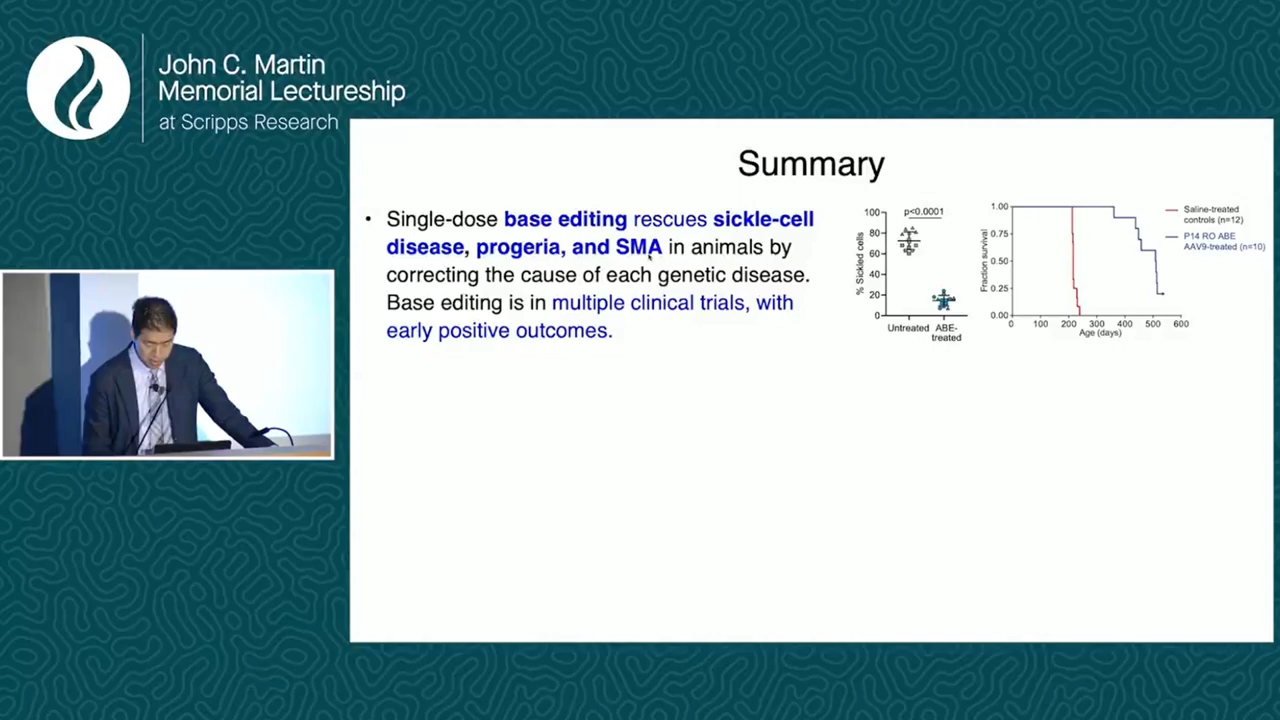 John C. Martin
Memorial Lectureship
at Scripps Research
Summary
• Single-dose base editing rescues sickle-cell
disease, progeria, and SMA in animals by
correcting the cause of each genetic disease.
Base editing is in multiple clinical trials, with
early positive outcomes.
p<0.0001
% Sickled cells
100
80
60
40
20
0
Untreated ABE-
treated
Fraction survival
1.00
0.75
0.50
0.25
0.00
0 100 200 300 400 500 600
Age (days)
Saline-treated
controls (n=12)
P14 RO ABE
AAV9-treated (n=10)